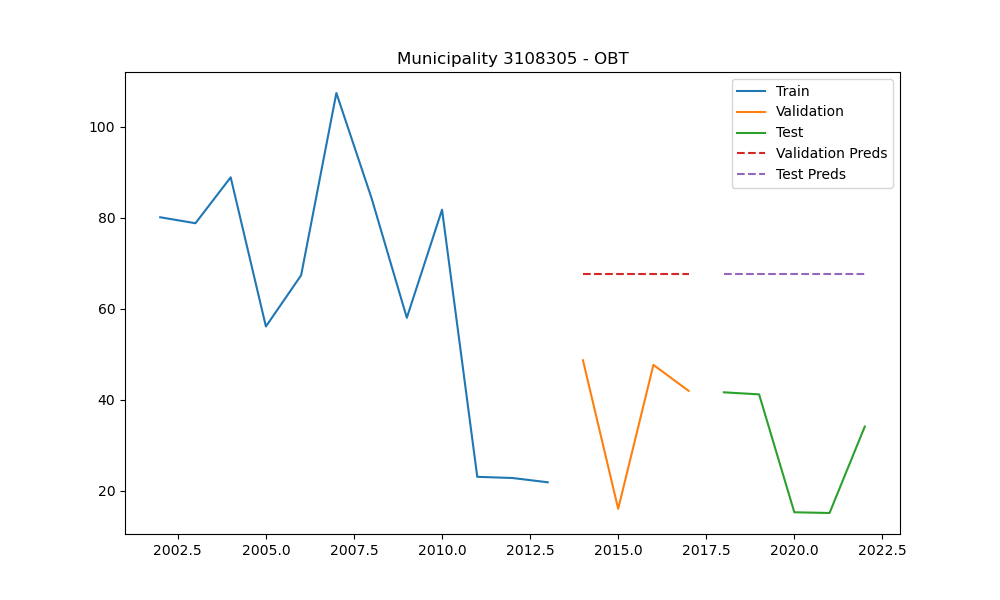 Municipality 3108305 - OBT
Train
Validation
Test
Validation Preds
Test Preds
100
80
60
40
20
2002.5 2005.0 2007.5 2010.0 2012.5 2015.0 2017.5 2020.0 2022.5